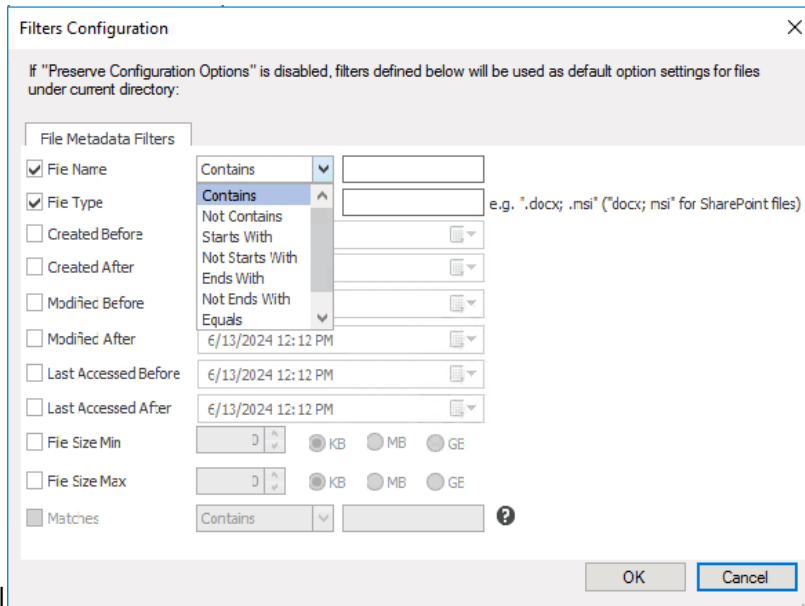 Filters Configuration
If "Preserve Configuration Options" is disabled, filters defined below will be used as default option settings for files
under current directory:
File Metadata Filters
File Name Contains
Contains
File Type e.g. ".docx; .msi" ("docx; msi" for SharePoint files)
Not Contains
Created Before
Starts With
Not Starts With
Created After
Ends With
Not Ends With
Modified Before
Equals
Modified After 6/13/2024 12:12 PM
Last Accessed Before 6/13/2024 12:12 PM
Last Accessed After 6/13/2024 12:12 PM
File Size Min 0 KB MB GB
File Size Max 0 KB MB GB
Matches Contains ?
OK Cancel